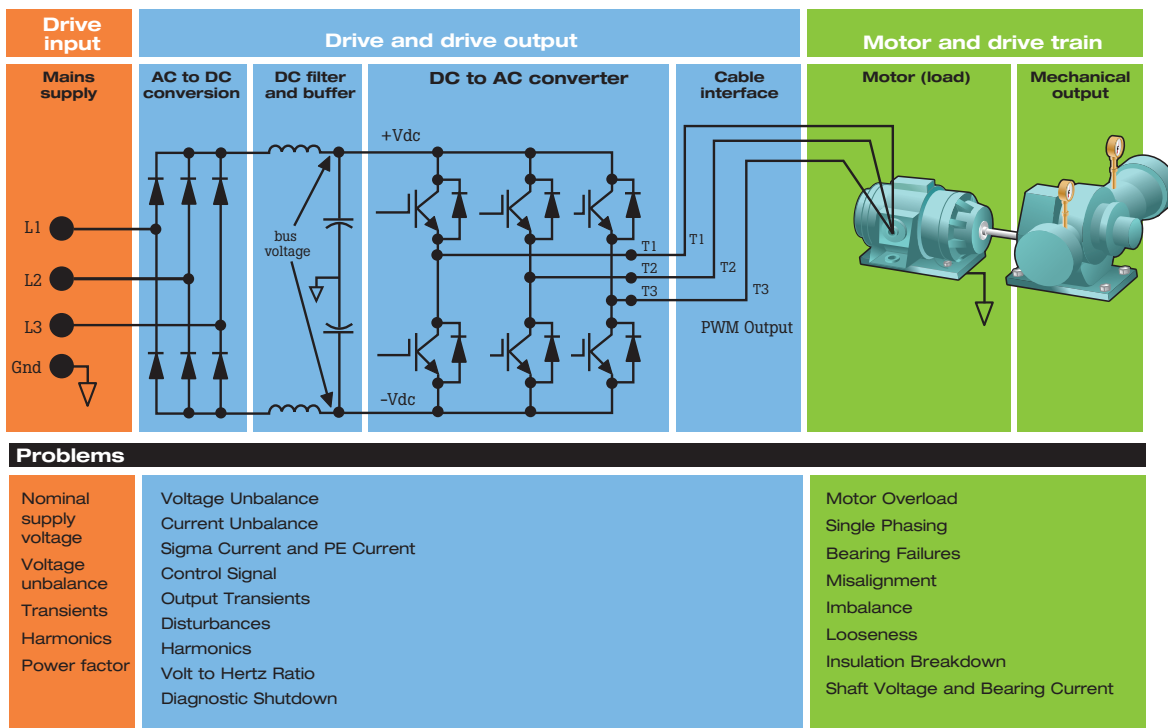 Drive
input
Drive and drive output
Motor and drive train
Mains
supply
AC to DC
conversion
DC filter
and buffer
DC to AC converter
Cable
interface
Motor (load)
Mechanical
output
+Vdc
L1
L2
L3
Gnd
bus
voltage
T1
T2
T3
T1
T2
T3
PWM Output
–Vdc
Problems
Nominal
supply
voltage
Voltage
unbalance
Transients
Harmonics
Power factor
Voltage Unbalance
Current Unbalance
Sigma Current and PE Current
Control Signal
Output Transients
Disturbances
Harmonics
Volt to Hertz Ratio
Diagnostic Shutdown
Motor Overload
Single Phasing
Bearing Failures
Misalignment
Imbalance
Looseness
Insulation Breakdown
Shaft Voltage and Bearing Current